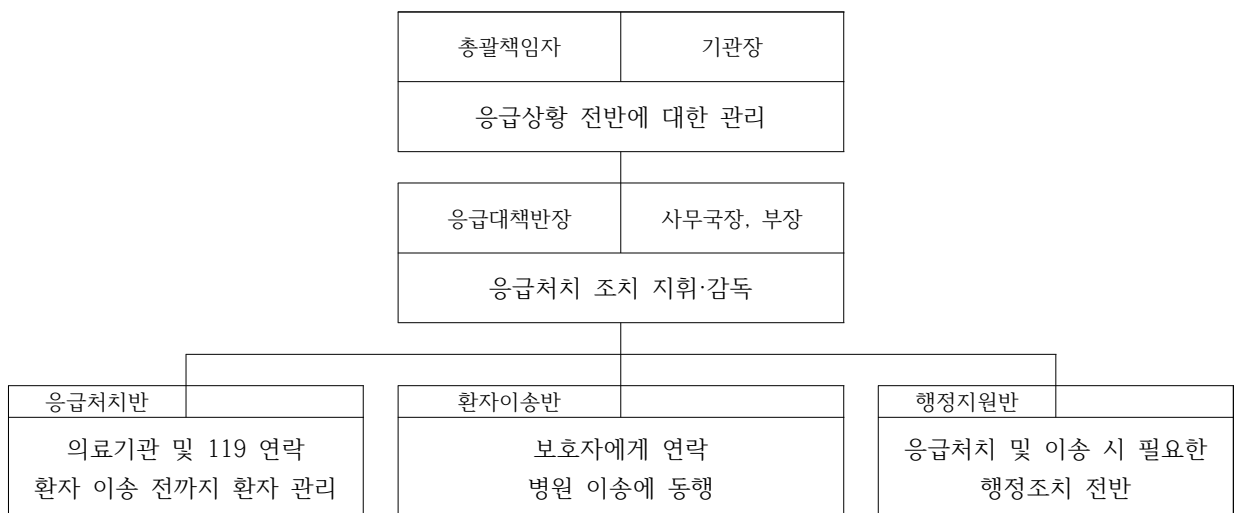 총괄책임자 기관장
응급상황 전반에 대한 관리
응급대책반장 사무국장, 부장
응급처치 조치 지휘·감독
응급처치반
의료기관 및 119 연락
환자 이송 전까지 환자 관리
환자이송반
보호자에게 연락
병원 이송에 동행
행정지원반
응급처치 및 이송 시 필요한
행정조치 전반